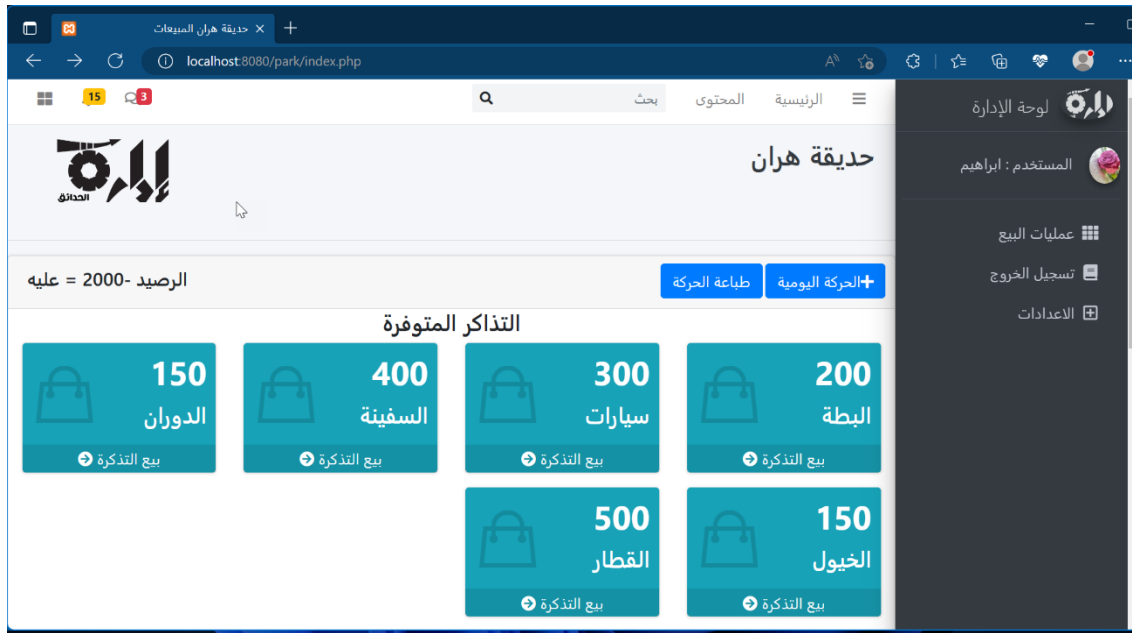 حديقة هران المبيعات
localhost:8080/park/index.php
إدارة
لوحة الإدارة
المستخدم : ابراهيم
عمليات البيع
تسجيل الخروج
الاعدادات
الرئيسية المحتوى بحث 3 15
حديقة هران
إدارة
الحدائق
الحركة اليومية طباعة الحركة الرصيد -2000 = عليه
التذاكر المتوفرة
200 300 400 150
البطة سيارات السفينة الدوران
بيع التذكرة بيع التذكرة بيع التذكرة بيع التذكرة
150 500
الخيول القطار
بيع التذكرة بيع التذكرة